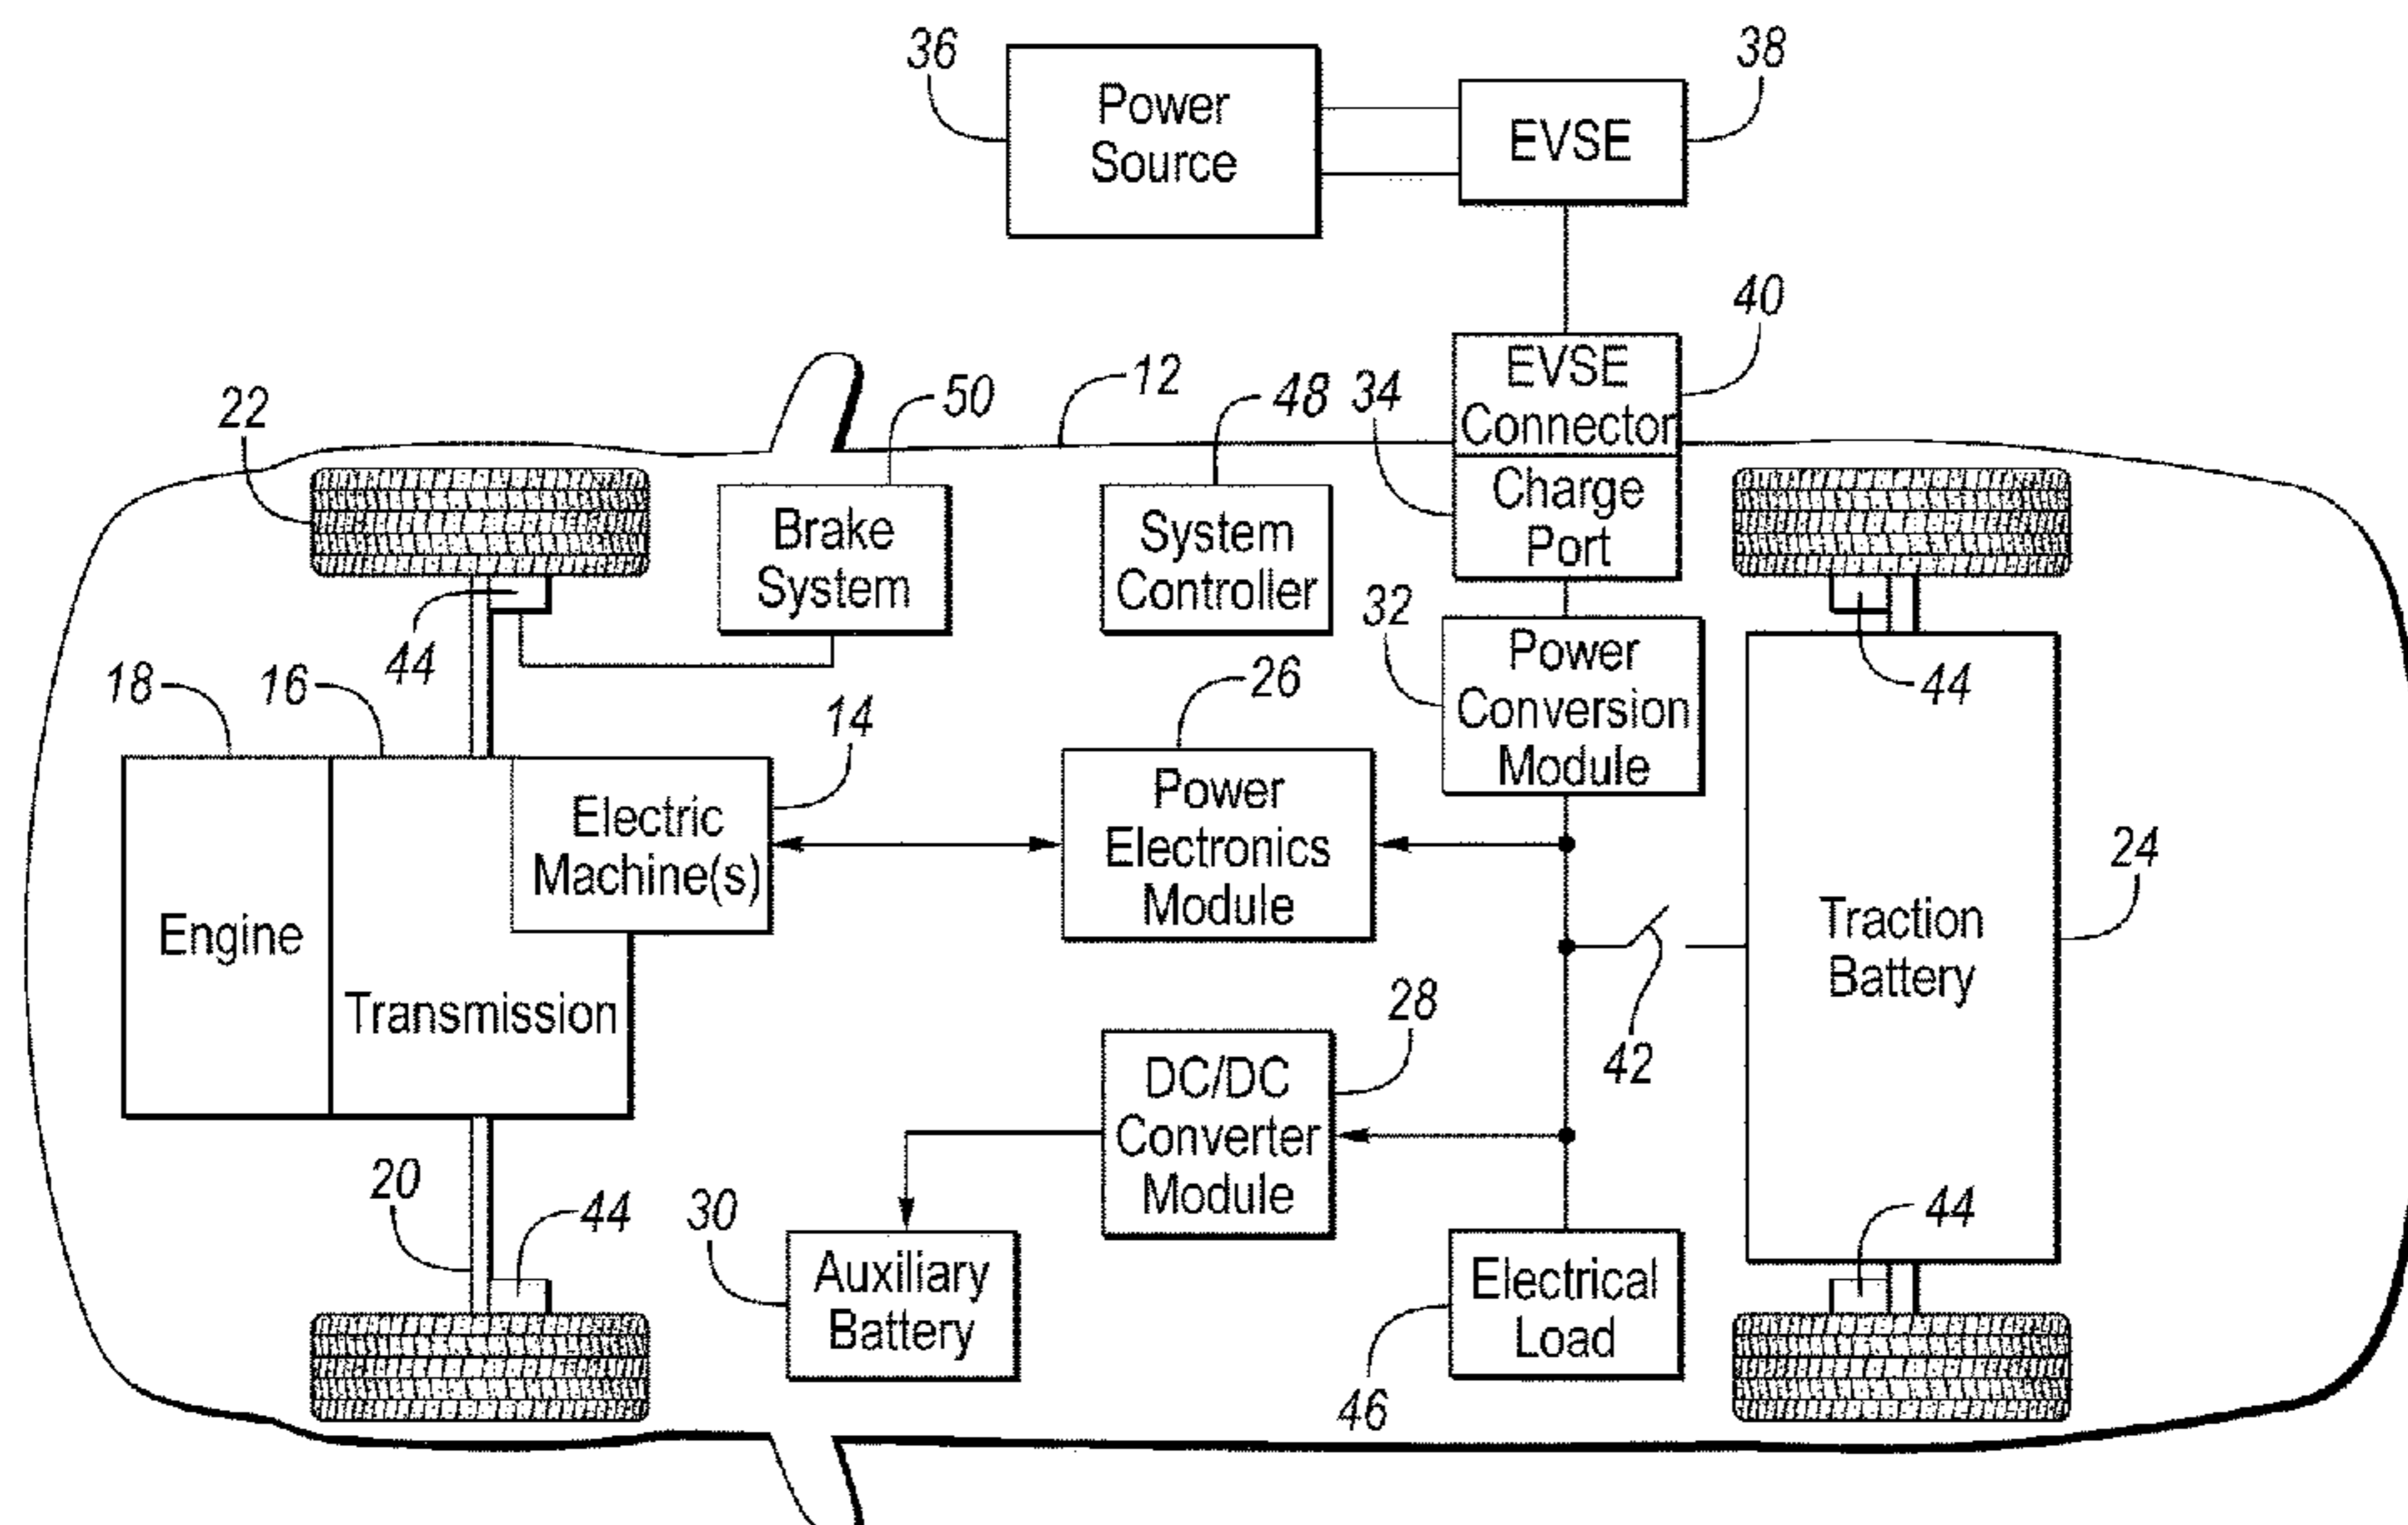 36
Power
Source
38
EVSE
40
EVSE
Connector
12
50
48
34
22
Brake
System
System
Controller
Charge
Port
44
32
Power
Conversion
Module
44
18
16
14
26
Electric
Machine(s)
Power
Electronics
Module
24
Engine
Transmission
Traction
Battery
42
28
DC/DC
Converter
Module
20
44
30
Auxiliary
Battery
44
Electrical
Load
46